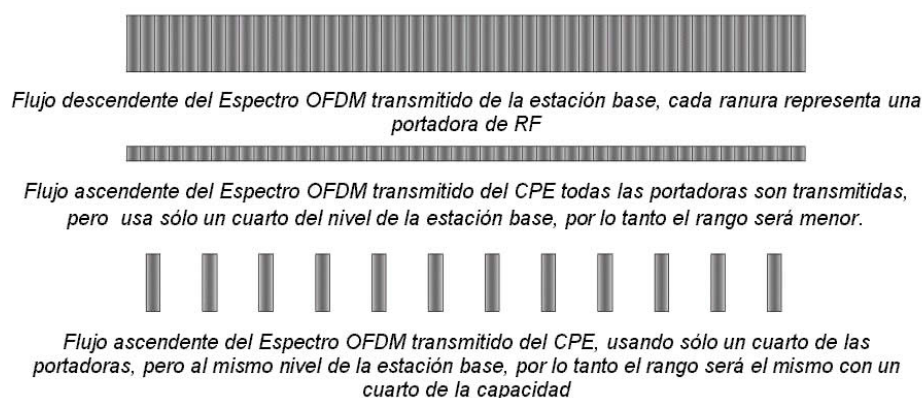 Flujo descendente del Espectro OFDM transmitido de la estación base, cada ranura representa una
portadora de RF
Flujo ascendente del Espectro OFDM transmitido del CPE todas las portadoras son transmitidas,
pero usa sólo un cuarto del nivel de la estación base, por lo tanto el rango será menor.
Flujo ascendente del Espectro OFDM transmitido del CPE, usando sólo un cuarto de las
portadoras, pero al mismo nivel de la estación base, por lo tanto el rango será el mismo con un
cuarto de la capacidad